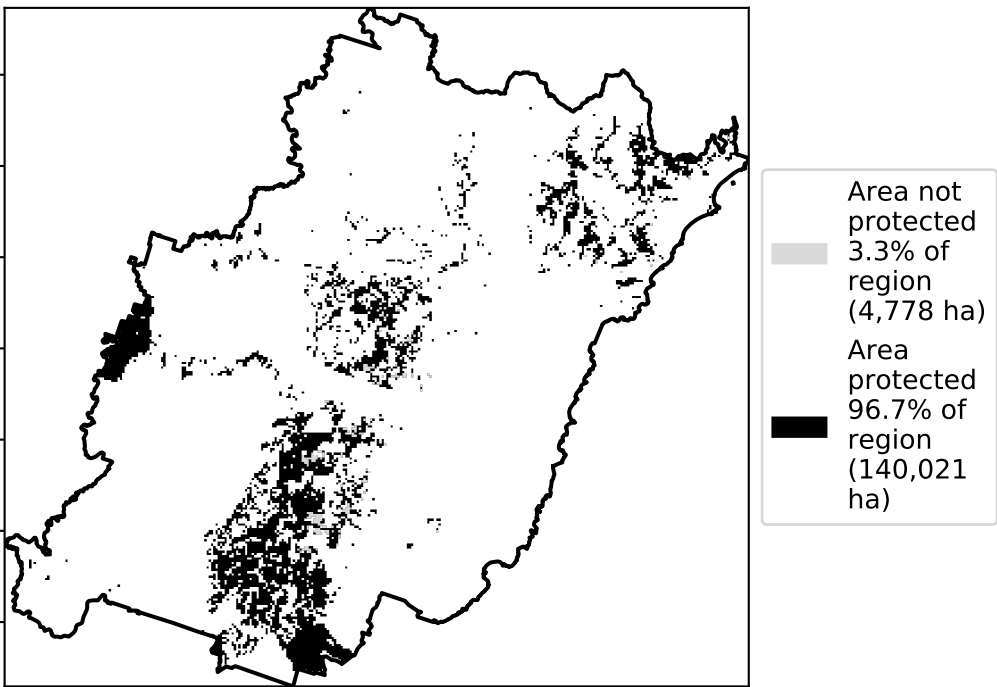 Area not
protected
3.3% of
region
(4,778 ha)
Area
protected
96.7% of
region
(140,021
ha)